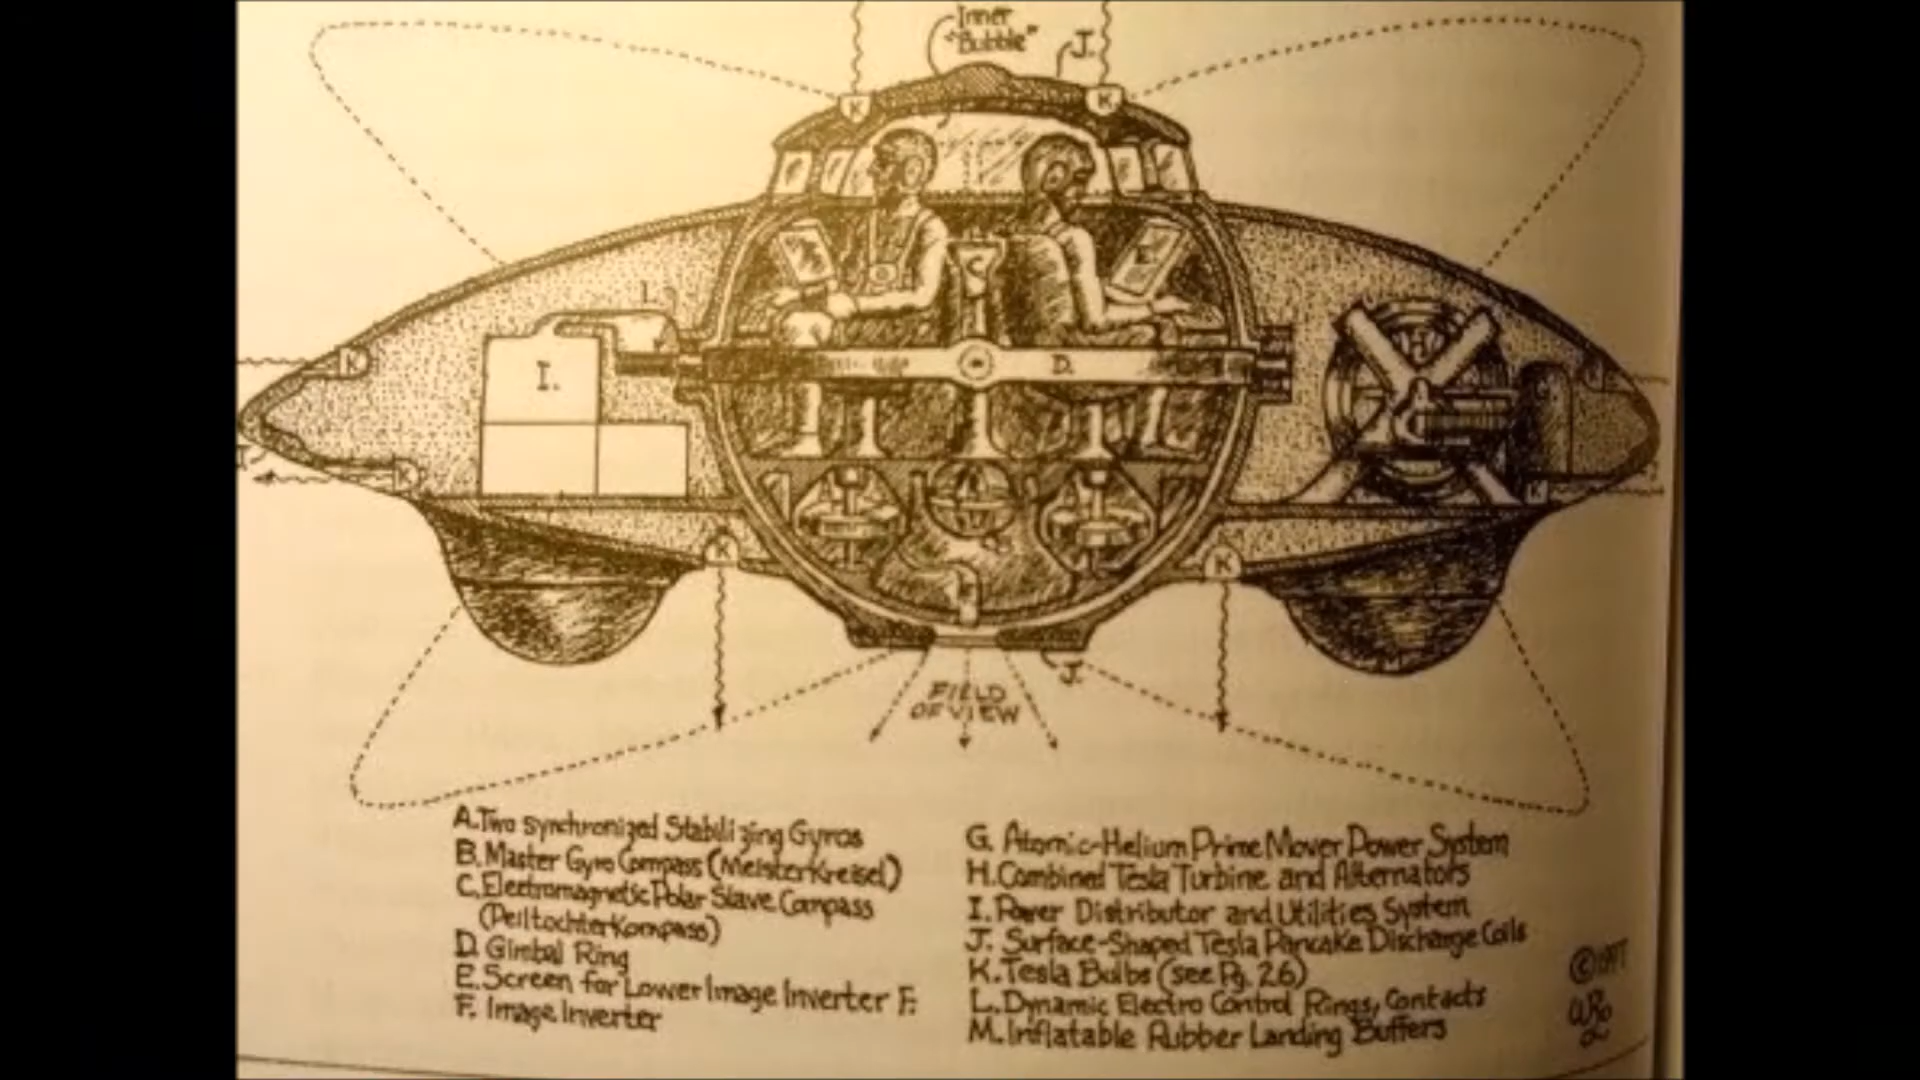 Inner
"Bubble"
J.
K
K
C
E
D.
I.
H
G
K
K
K
K
K
F
J.
FIELD
OF VIEW
A. Two Synchronized Stabilizing Gyros
B. Master Gyro Compass (Meisterkreisel)
C. Electromagnetic Polar Slave Compass
(Peiltochterkompass)
D. Gimbal Ring
E. Screen for Lower Image Inverter F.
F. Image Inverter
G. Atomic-Helium Prime Mover Power System
H. Combined Tesla Turbine and Alternators
I. Power Distributor and Utilities System
J. Surface-Shaped Tesla Pancake Discharge Coils
K. Tesla Bulbs (see Pg. 26)
L. Dynamic Electro Control Rings, Contacts
M. Inflatable Rubber Landing Buffers